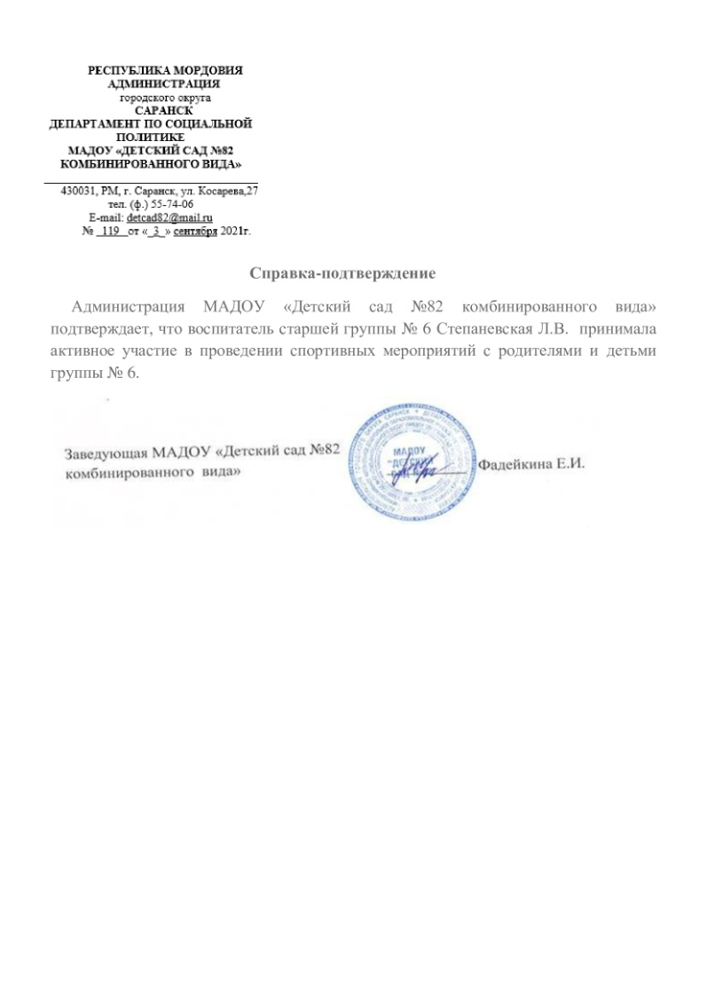 РЕСПУБЛИКА МОРДОВИЯ
АДМИНИСТРАЦИЯ
городского округа
САРАНСК
ДЕПАРТАМЕНТ ПО СОЦИАЛЬНОЙ
ПОЛИТИКЕ
МАДОУ «ДЕТСКИЙ САД №82
КОМБИНИРОВАННОГО ВИДА»
430031, РМ, г. Саранск, ул. Косарева,27
тел. (ф.) 55-74-06
E-mail: detcad82@mail.ru
№ 119 от « 3 » сентября 2021г.
Справка-подтверждение
Администрация МАДОУ «Детский сад №82 комбинированного вида»
подтверждает, что воспитатель старшей группы № 6 Степаневская Л.В. принимала
активное участие в проведении спортивных мероприятий с родителями и детьми
группы № 6.
Заведующая МАДОУ «Детский сад №82
комбинированного вида»
МАДОУ
«ДЕТСКИЙ
Фадейкина Е.И.